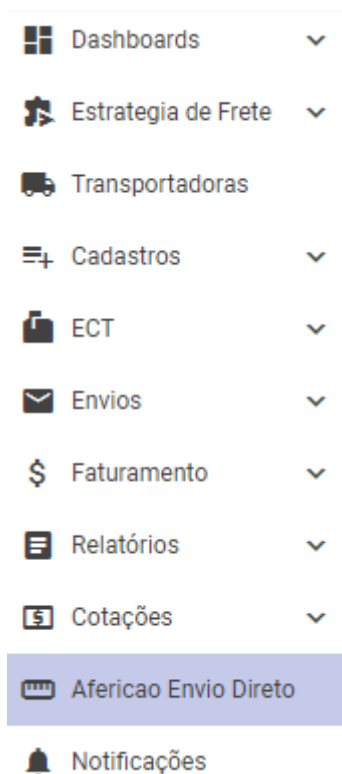 Dashboards
Estrategia de Frete
Transportadoras
Cadastros
ECT
Envios
Faturamento
Relatórios
Cotações
Afericao Envio Direto
Notificações